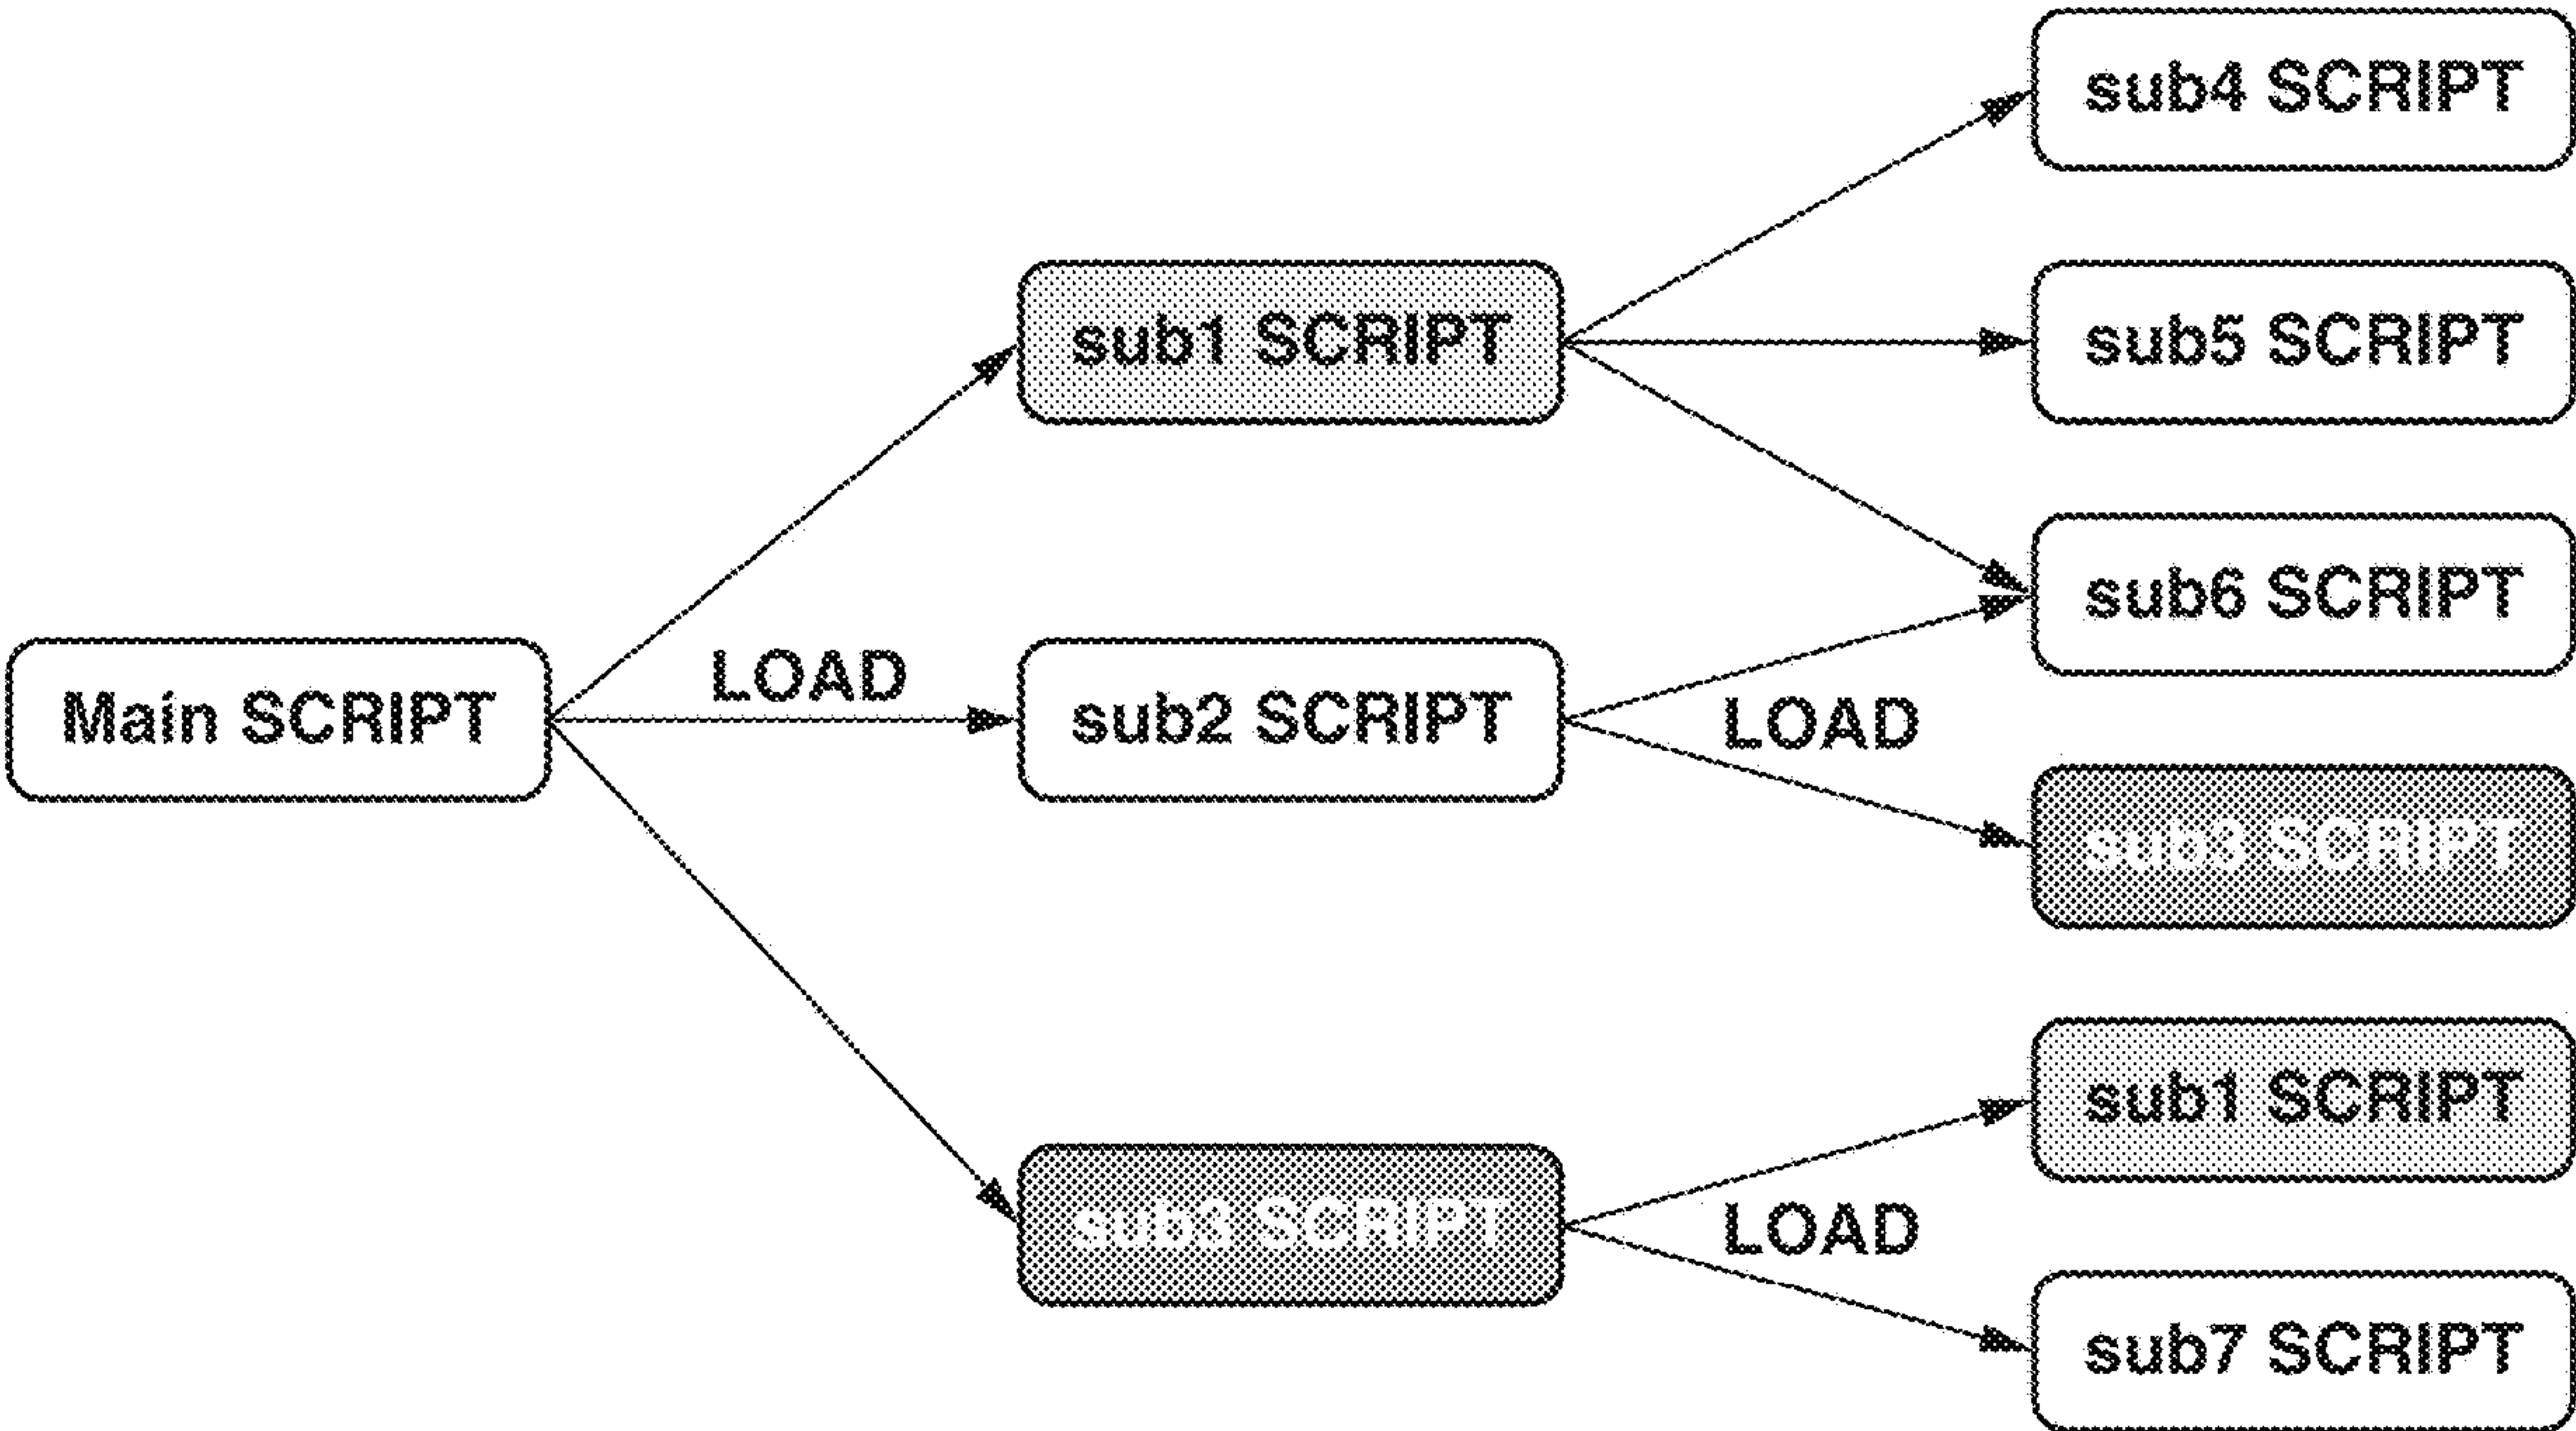 sub4 SCRIPT
sub1 SCRIPT
sub5 SCRIPT
sub6 SCRIPT
Main SCRIPT
LOAD
sub2 SCRIPT
LOAD
sub3 SCRIPT
sub1 SCRIPT
sub3 SCRIPT
LOAD
sub7 SCRIPT